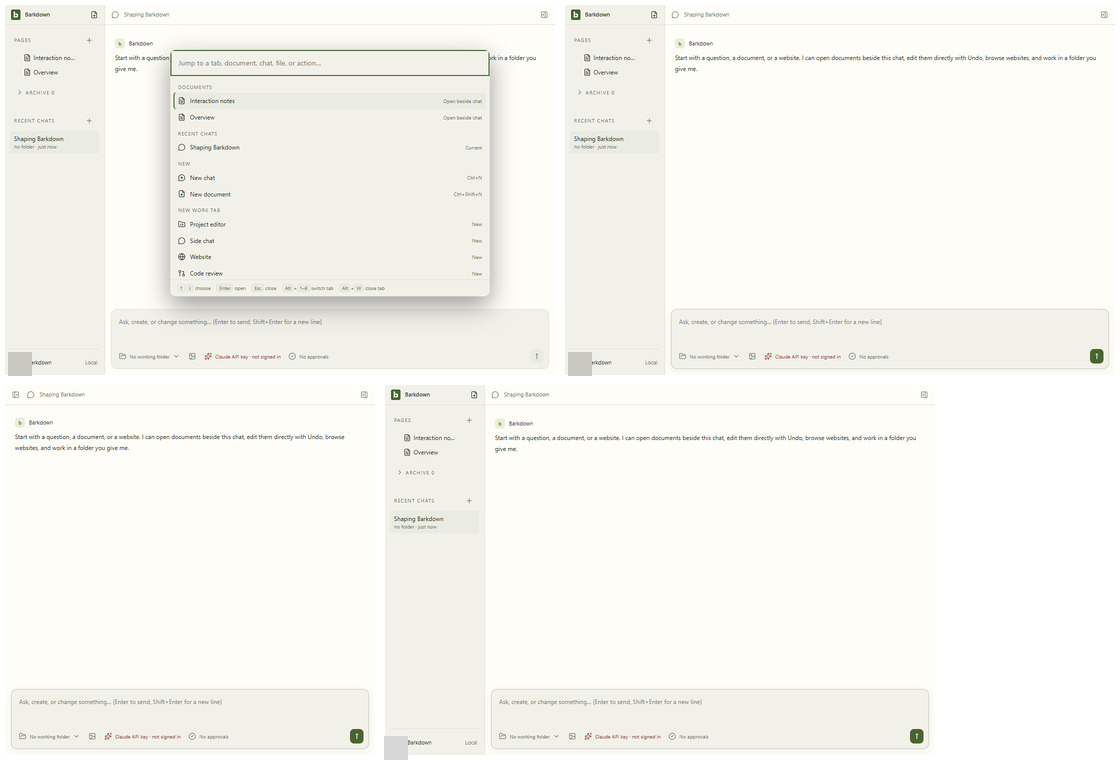 b Barkdown
Shaping Barkdown
PAGES
Interaction no...
Overview
ARCHIVE 0
RECENT CHATS
Shaping Barkdown
no folder · just now
Local
b Barkdown
Start with a question,
rk in a folder you
give me.
Jump to a tab, document, chat, file, or action...
DOCUMENTS
Interaction notes Open beside chat
Overview Open beside chat
RECENT CHATS
Shaping Barkdown Current
NEW
New chat Ctrl+N
New document Ctrl+Shift+N
NEW WORK TAB
Project editor New
Side chat New
Website New
Code review New
↑ ↓ choose Enter open Esc close Alt + 1–9 switch tab Alt + W close tab
Ask, create, or change something... (Enter to send, Shift+Enter for a new line)
No working folder Claude API key · not signed in No approvals
b Barkdown
Shaping Barkdown
PAGES
Interaction no...
Overview
ARCHIVE 0
RECENT CHATS
Shaping Barkdown
no folder · just now
Local
b Barkdown
Start with a question, a document, or a website. I can open documents beside this chat, edit them directly with Undo, browse websites, and work in a folder you
give me.
Ask, create, or change something... (Enter to send, Shift+Enter for a new line)
No working folder Claude API key · not signed in No approvals
Shaping Barkdown
b Barkdown
Start with a question, a document, or a website. I can open documents beside this chat, edit them directly with Undo, browse
websites, and work in a folder you give me.
Ask, create, or change something... (Enter to send, Shift+Enter for a new line)
No working folder Claude API key · not signed in No approvals
b Barkdown
Shaping Barkdown
PAGES
Interaction no...
Overview
ARCHIVE 0
RECENT CHATS
Shaping Barkdown
no folder · just now
Barkdown Local
b Barkdown
Start with a question, a document, or a website. I can open documents beside this chat, edit them directly with Undo, browse websites, and work in a folder you
give me.
Ask, create, or change something... (Enter to send, Shift+Enter for a new line)
No working folder Claude API key · not signed in No approvals